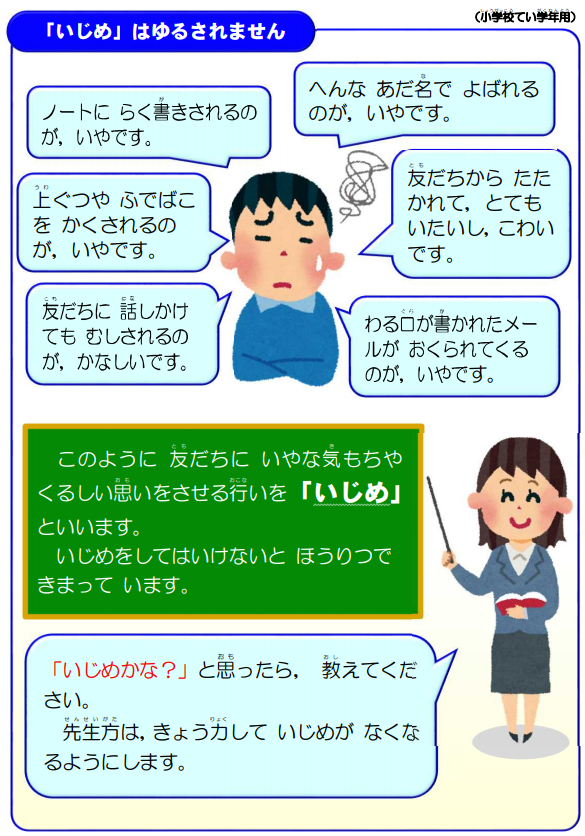 「いじめ」はゆるされません
（小学校てい学年用）
ノートに らく書きされるの
が，いやです。
へんな あだ名で よばれる
のが，いやです。
上ぐつや ふでばこ
を かくされるの
が，いやです。
友だちから たた
かれて，とても
いたいし，こわい
です。
友だちに 話しかけ
ても むしされるの
が，かなしいです。
わる口が書かれたメー
ルが おくられてくる
のが，いやです。
このように 友だちに いやな気もちや
くるしい思いをさせる行いを「いじめ」
といいます。
いじめをしてはいけないと ほうりつで
きまって います。
「いじめかな？」と思ったら， 教えてくだ
さい。
先生方は，きょう力して いじめが なくな
るようにします。